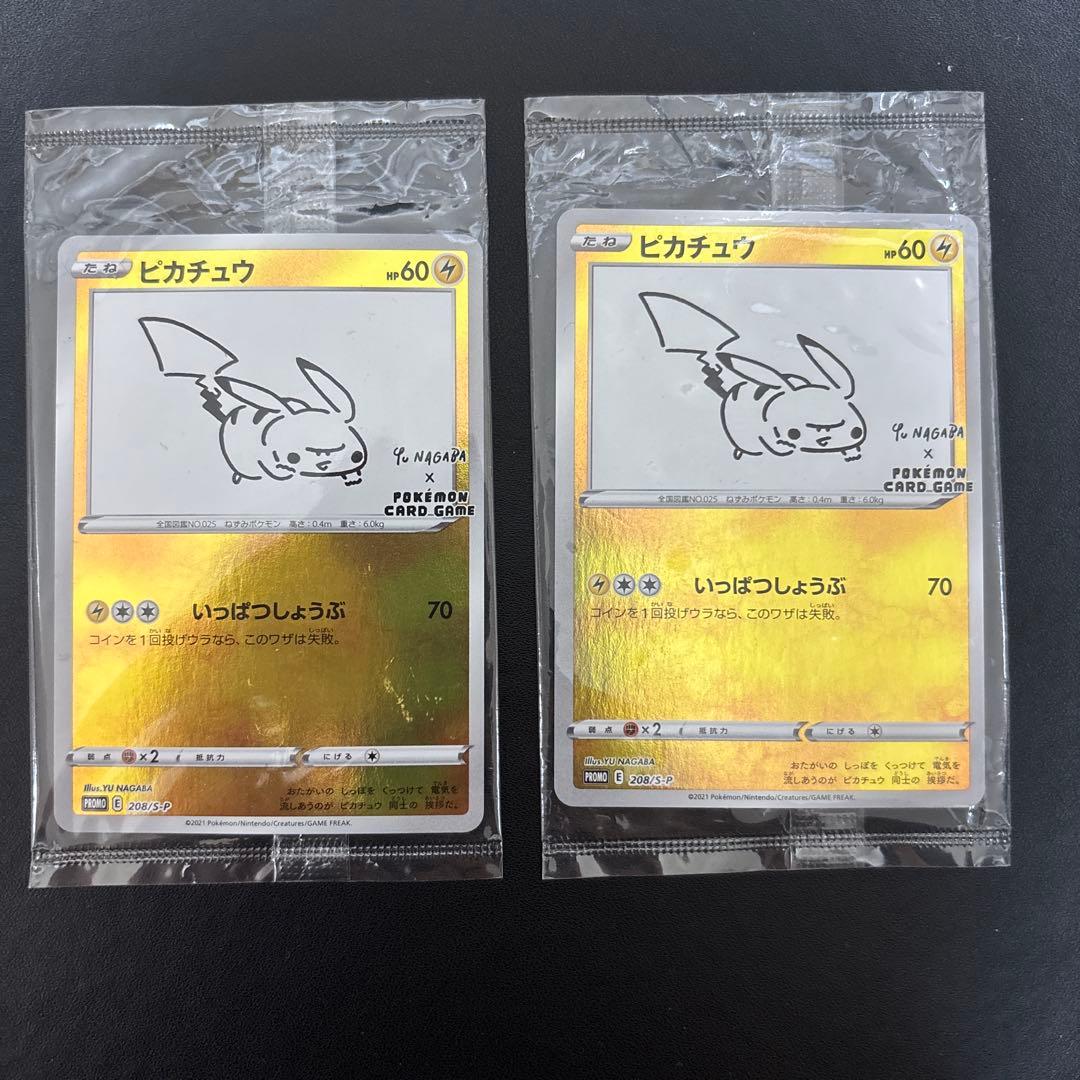 たね ピカチュウ HP60
Yu NAGABA
×
POKÉMON
CARD GAME
全国図鑑NO.025 ねずみポケモン 高さ:0.4m 重さ:6.0kg
いっぱつしょうぶ 70
コインを1回投げウラなら、このワザは失敗。
弱点 ×2 抵抗力 にげる
Illus.YU NAGABA
PROMO E 208/S-P
おたがいの しっぽを くっつけて 電気を
流しあうのが ピカチュウ 同士の 挨拶だ。
©2021 Pokémon/Nintendo/Creatures/GAME FREAK.
たね ピカチュウ HP60
Yu NAGABA
×
POKÉMON
CARD GAME
全国図鑑NO.025 ねずみポケモン 高さ:0.4m 重さ:6.0kg
いっぱつしょうぶ 70
コインを1回投げウラなら、このワザは失敗。
弱点 ×2 抵抗力 にげる
Illus.YU NAGABA
PROMO E 208/S-P
おたがいの しっぽを くっつけて 電気を
流しあうのが ピカチュウ 同士の 挨拶だ。
©2021 Pokémon/Nintendo/Creatures/GAME FREAK.